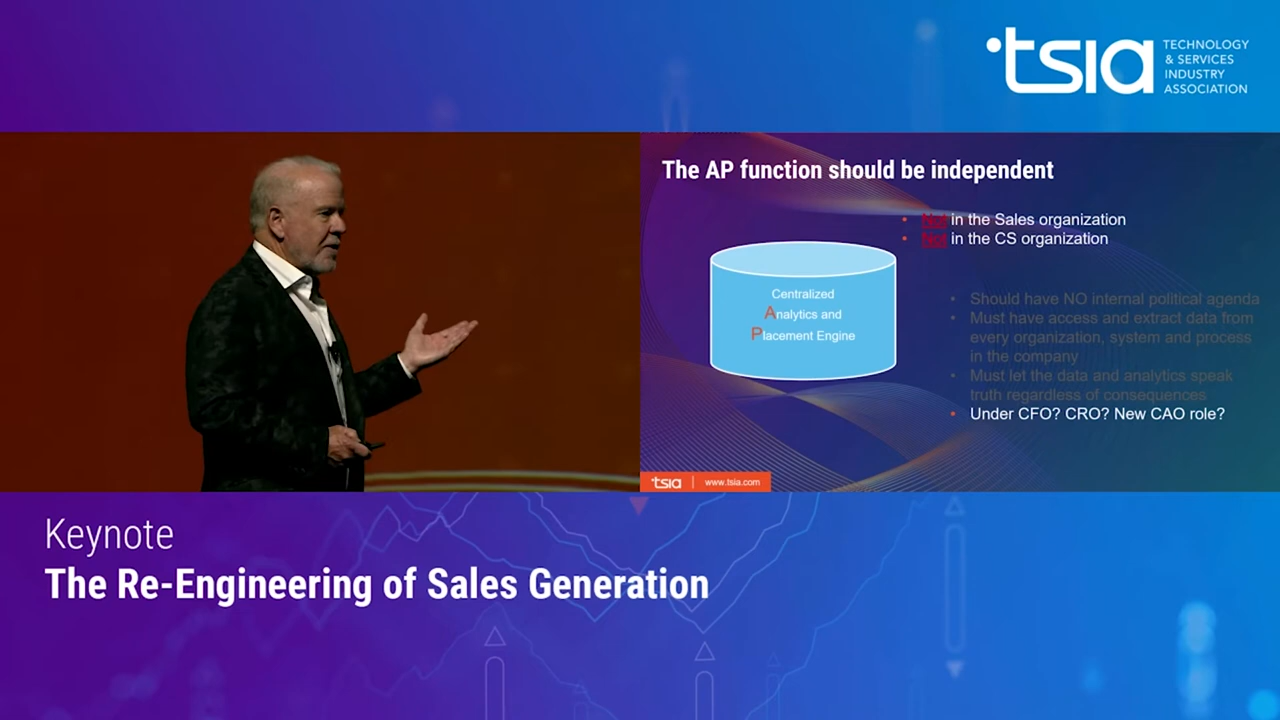 tsia
TECHNOLOGY
& SERVICES
INDUSTRY
ASSOCIATION
The AP function should be independent
• Not in the Sales organization
• Not in the CS organization
Centralized
Analytics and
Placement Engine
• Should have NO internal political agenda
• Must have access and extract data from
every organization, system and process
in the company
• Must let the data and analytics speak
truth regardless of consequences
• Under CFO? CRO? New CAO role?
tsia | www.tsia.com
Keynote
The Re-Engineering of Sales Generation